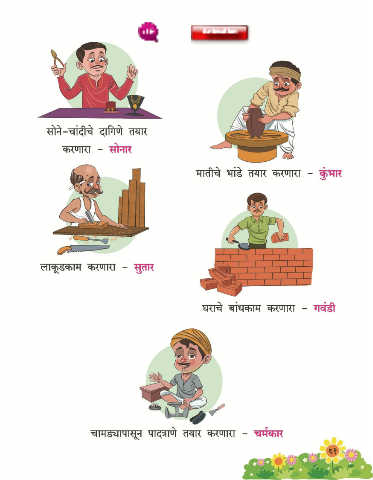 सोने-चांदीचे दागिने तयार
करणारा - सोनार
मातीचे भांडे तयार करणारा - कुंभार
लाकूडकाम करणारा - सुतार
घराचे बांधकाम करणारा - गवंडी
चामड्यापासून पादत्राणे तयार करणारा - चर्मकार